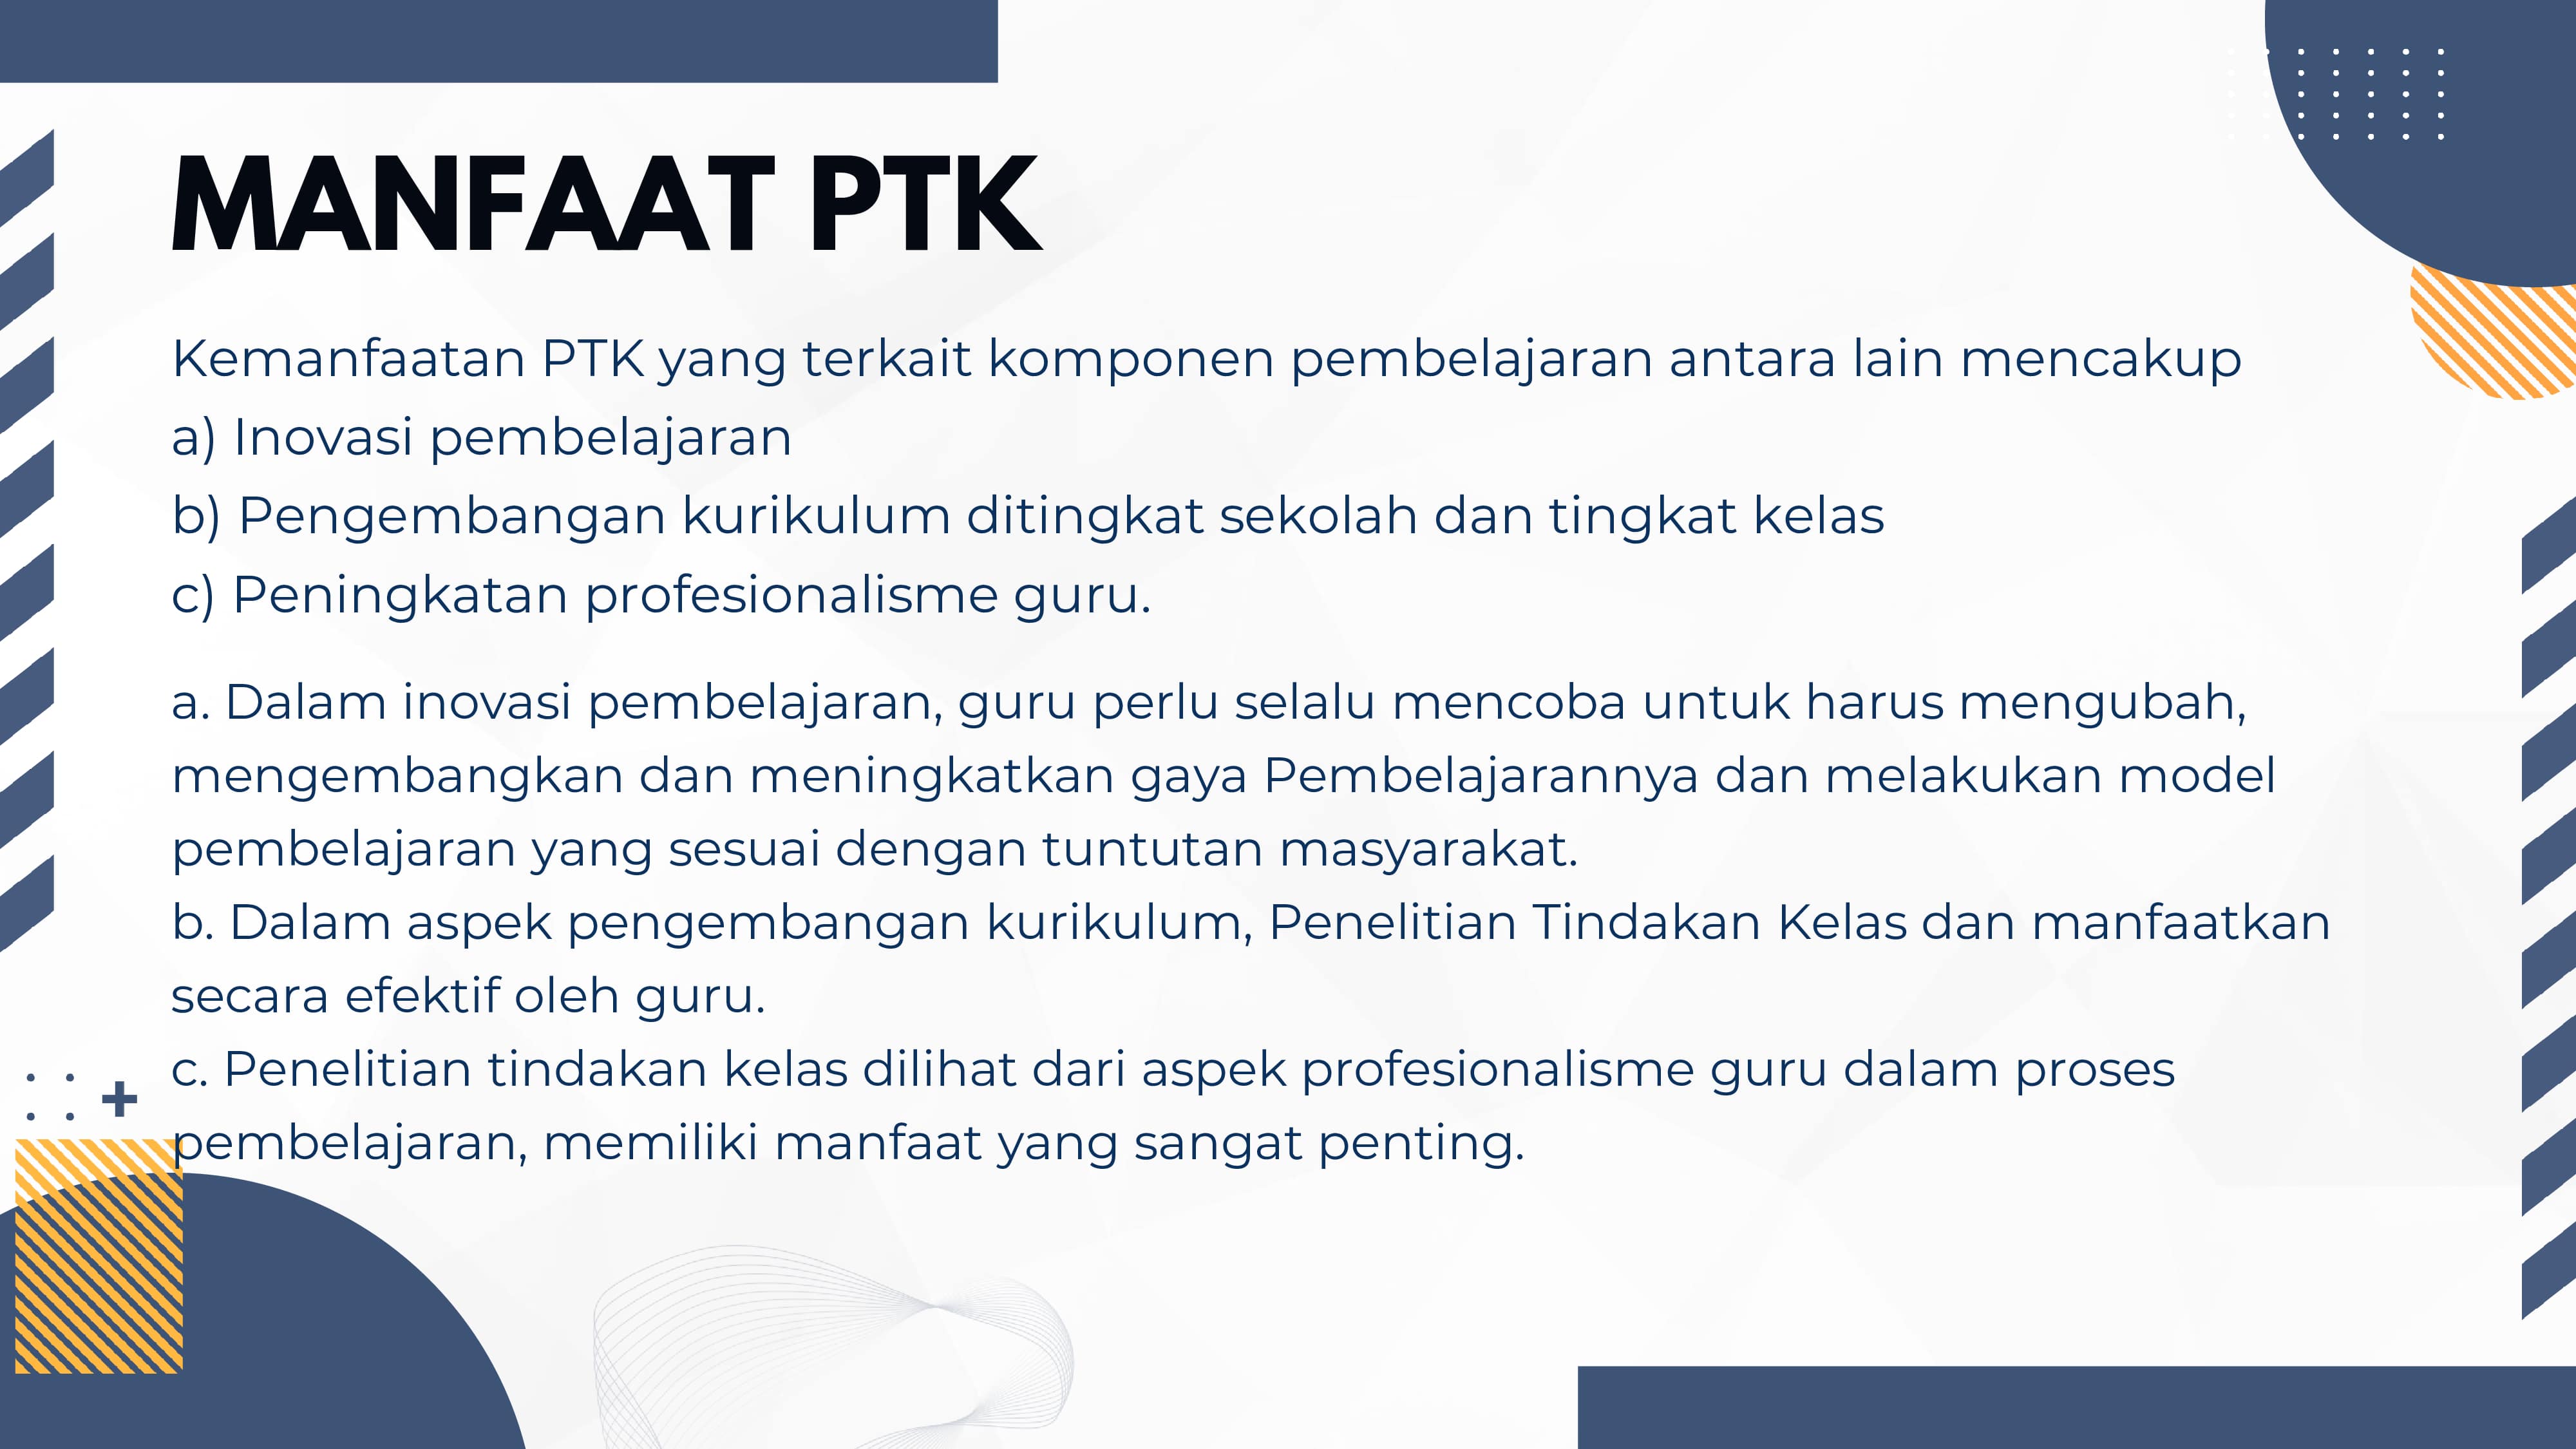 MANFAAT PTK
Kemanfaatan PTK yang terkait komponen pembelajaran antara lain mencakup
a) Inovasi pembelajaran
b) Pengembangan kurikulum ditingkat sekolah dan tingkat kelas
c) Peningkatan profesionalisme guru.
a. Dalam inovasi pembelajaran, guru perlu selalu mencoba untuk harus mengubah,
mengembangkan dan meningkatkan gaya Pembelajarannya dan melakukan model
pembelajaran yang sesuai dengan tuntutan masyarakat.
b. Dalam aspek pengembangan kurikulum, Penelitian Tindakan Kelas dan manfaatkan
secara efektif oleh guru.
c. Penelitian tindakan kelas dilihat dari aspek profesionalisme guru dalam proses
pembelajaran, memiliki manfaat yang sangat penting.